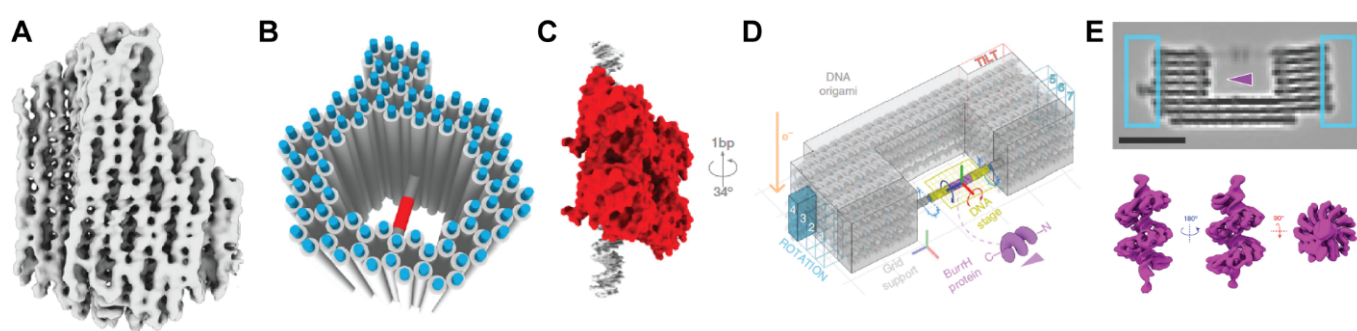 A
B
C
D
E
1bp
34°
DNA
origami
TILT
5
6
7
e⁻
4
3
2
ROTATION
Grid
support
BurrH
protein
DNA
stage
N
C
180°
90°